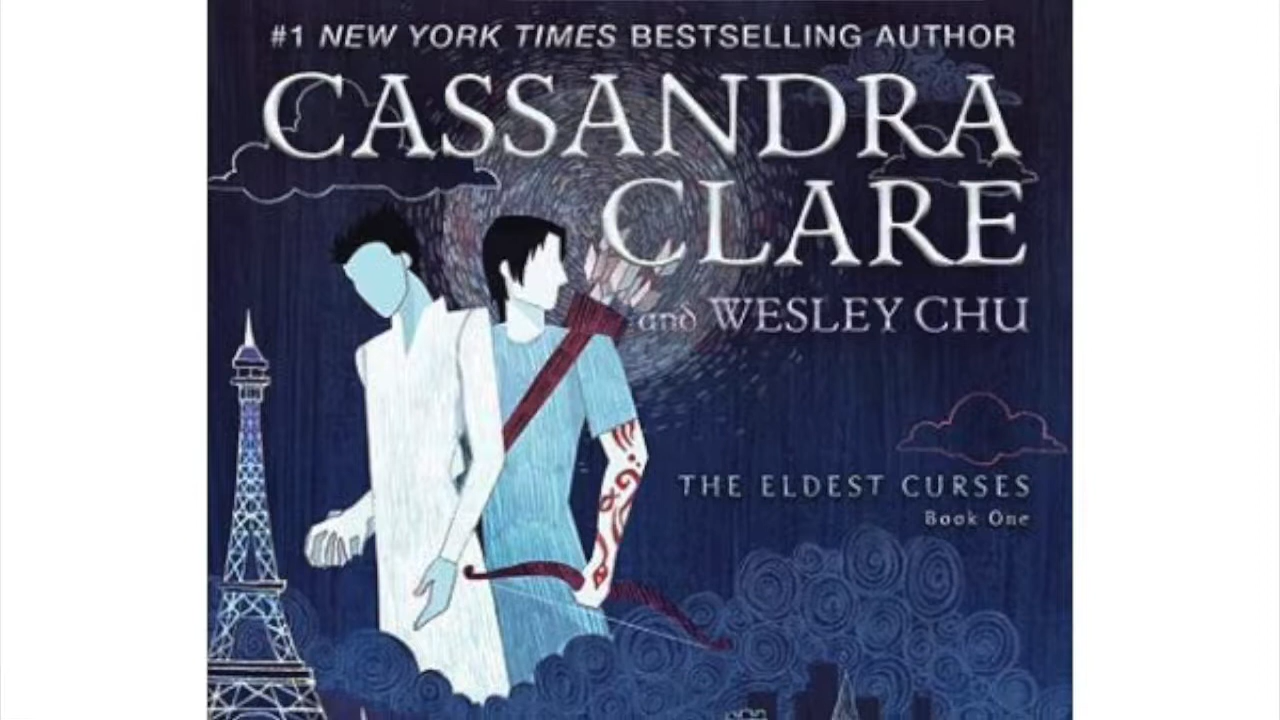 #1 NEW YORK TIMES BESTSELLING AUTHOR
CASSANDRA
CLARE
and WESLEY CHU
THE ELDEST CURSES
Book One